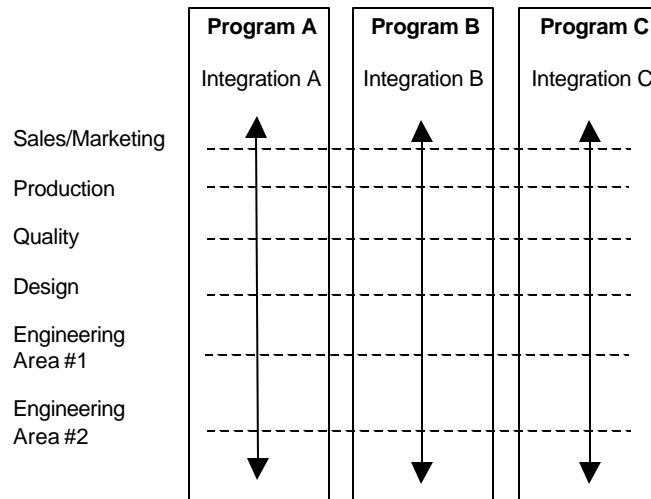 Program A Program B Program C
Integration A Integration B Integration C
Sales/Marketing
Production
Quality
Design
Engineering
Area #1
Engineering
Area #2